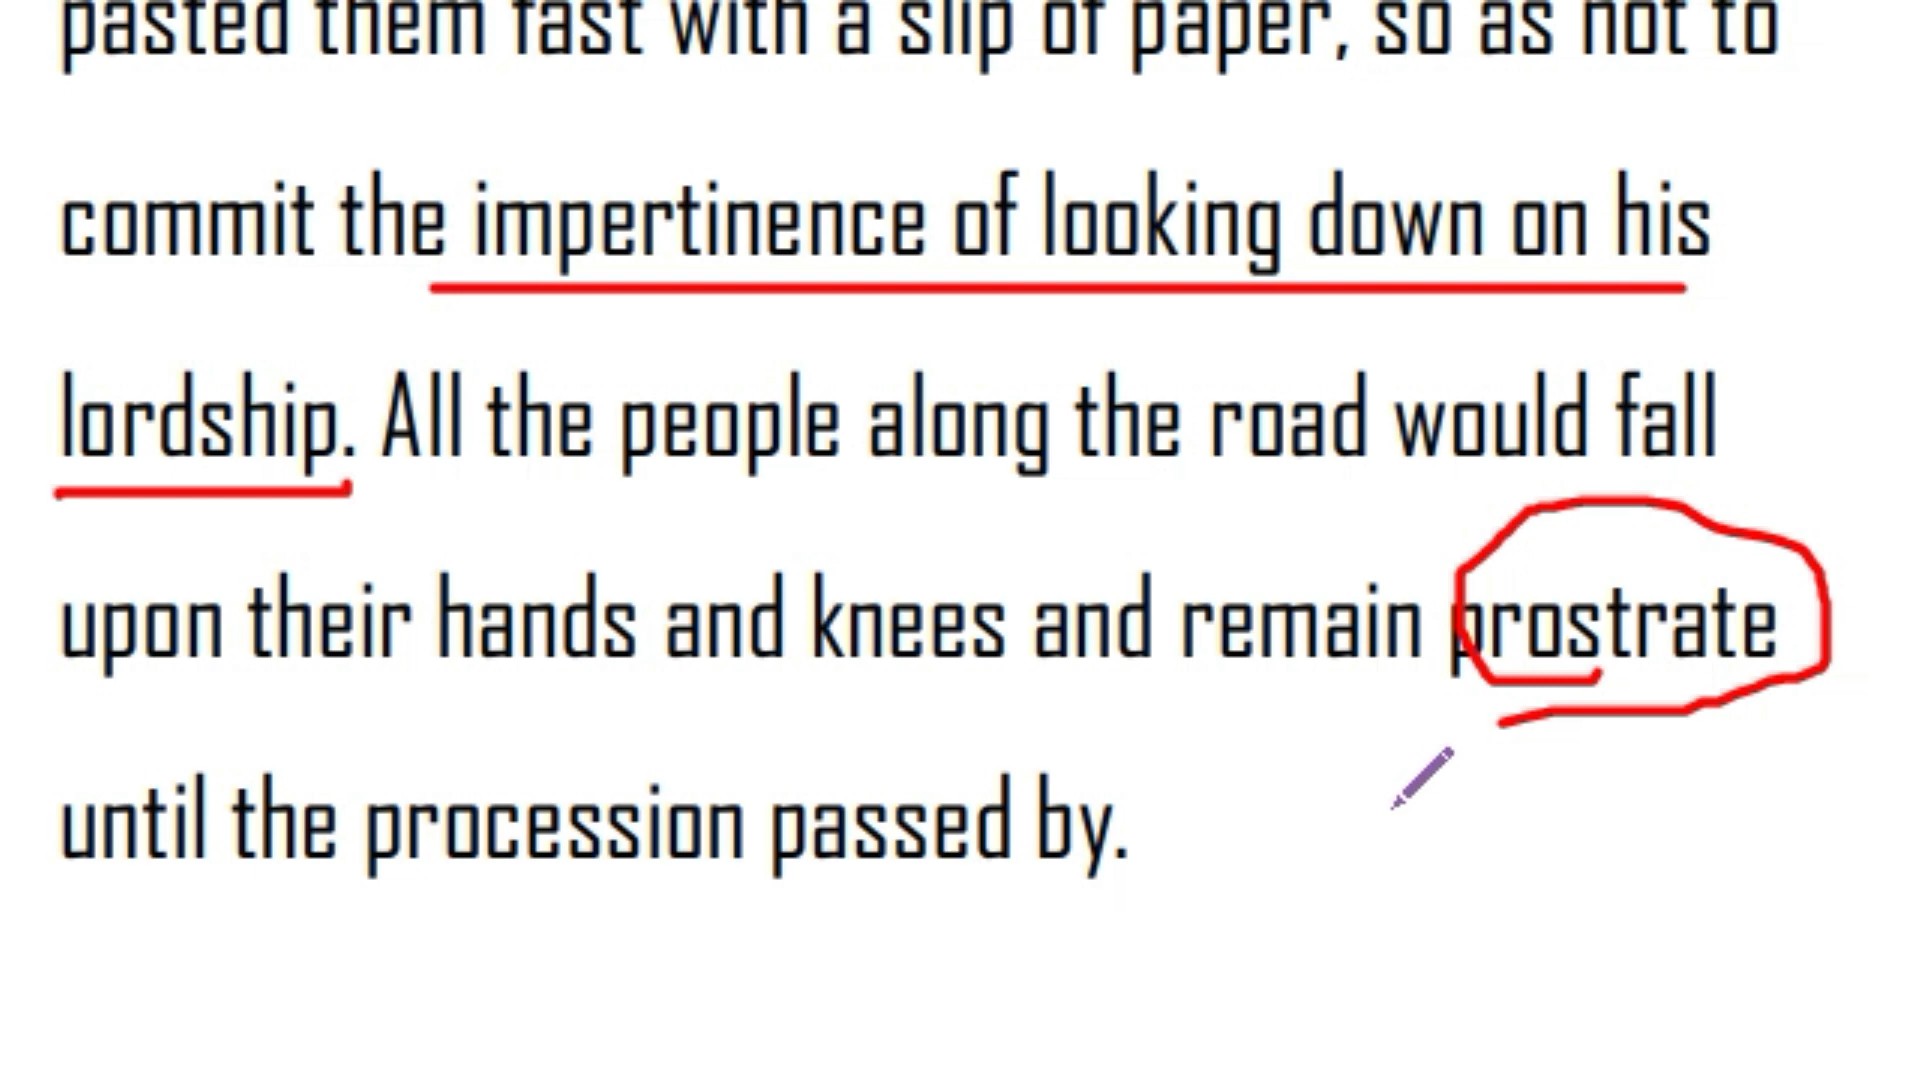 pasted them fast with a slip of paper, so as not to
commit the impertinence of looking down on his
lordship. All the people along the road would fall
upon their hands and knees and remain prostrate
until the procession passed by.